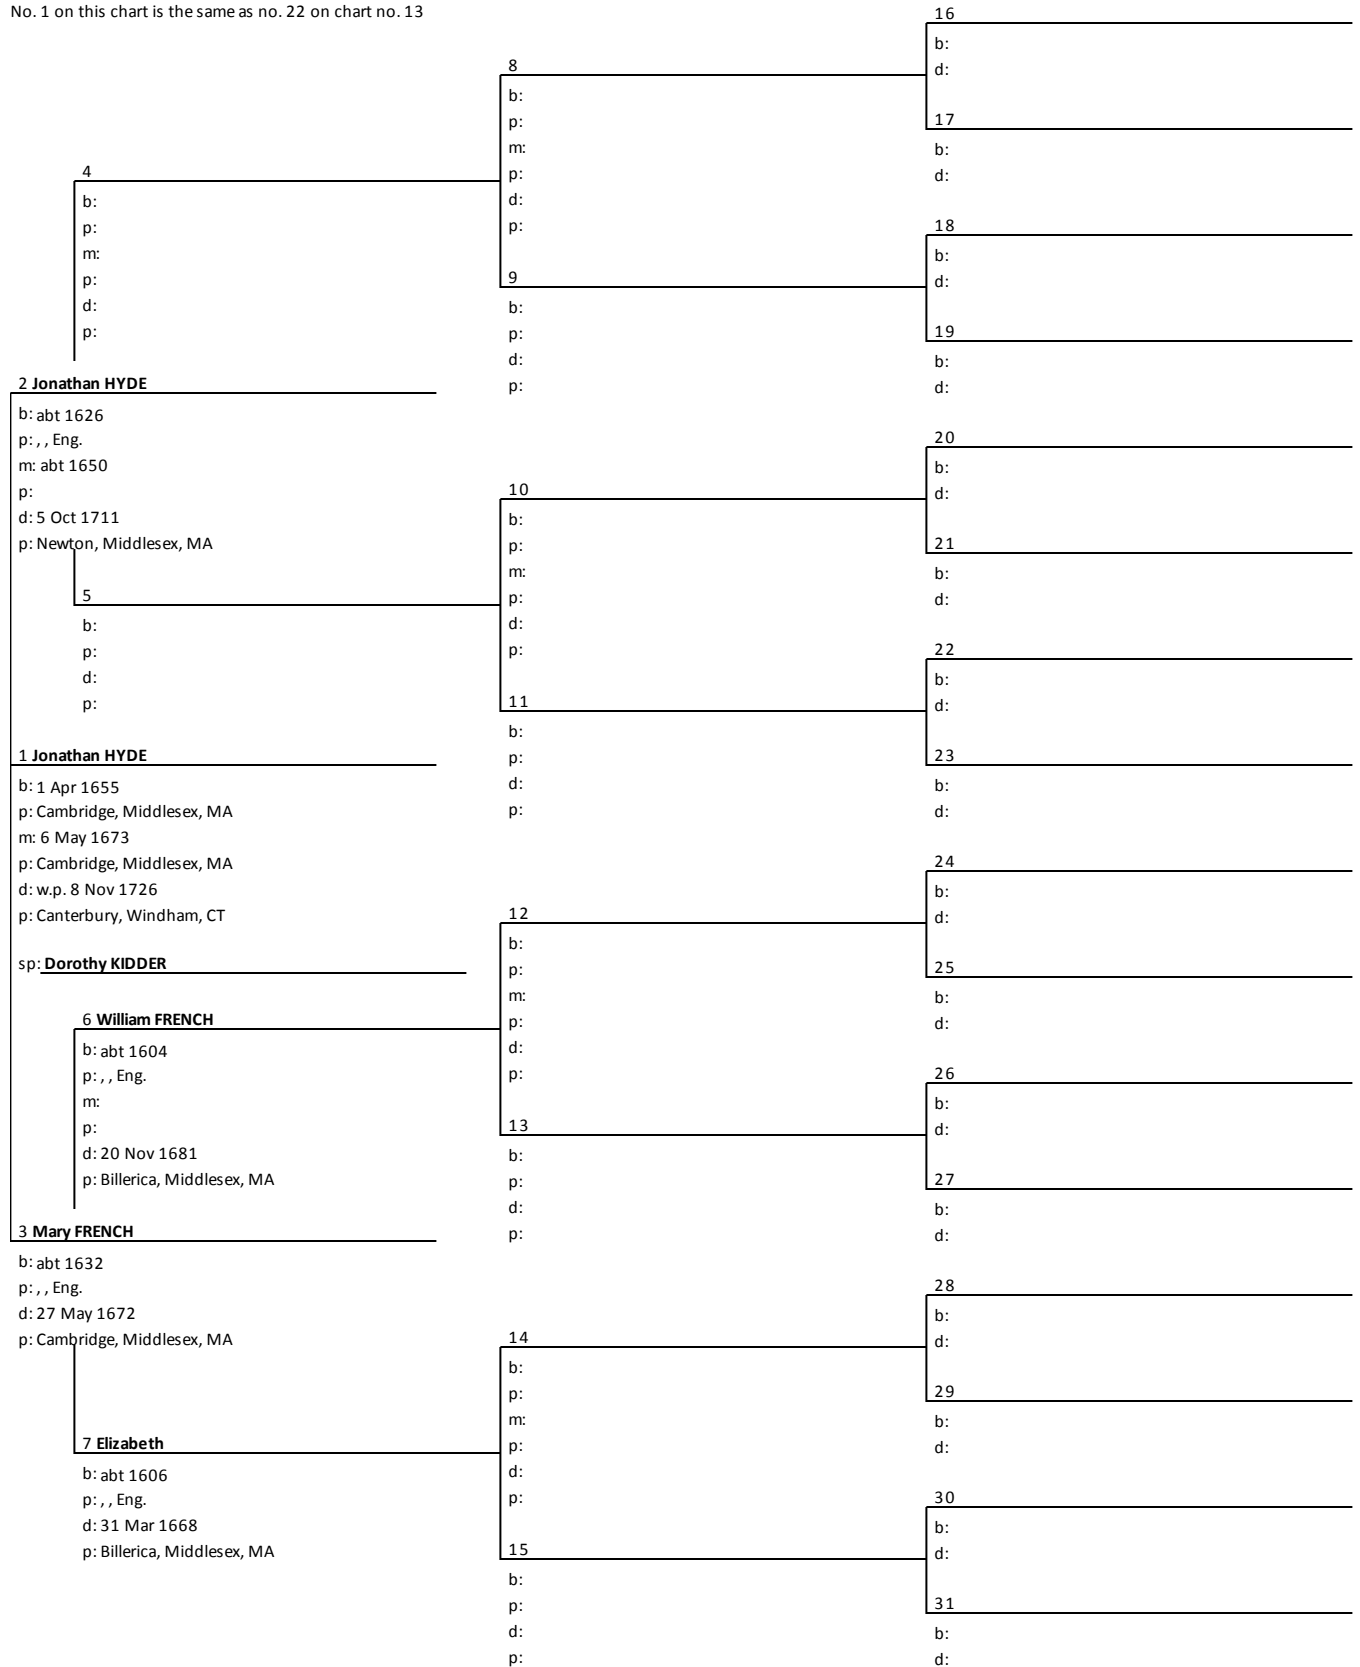 No. 1 on this chart is the same as no. 22 on chart no. 13
4
b:
p:
m:
p:
d:
p:
2 Jonathan HYDE
b: abt 1626
p: , , Eng.
m: abt 1650
p:
d: 5 Oct 1711
p: Newton, Middlesex, MA
5
b:
p:
d:
p:
1 Jonathan HYDE
b: 1 Apr 1655
p: Cambridge, Middlesex, MA
m: 6 May 1673
p: Cambridge, Middlesex, MA
d: w.p. 8 Nov 1726
p: Canterbury, Windham, CT
sp: Dorothy KIDDER
6 William FRENCH
b: abt 1604
p: , , Eng.
m:
p:
d: 20 Nov 1681
p: Billerica, Middlesex, MA
3 Mary FRENCH
b: abt 1632
p: , , Eng.
d: 27 May 1672
p: Cambridge, Middlesex, MA
7 Elizabeth
b: abt 1606
p: , , Eng.
d: 31 Mar 1668
p: Billerica, Middlesex, MA
8
b:
p:
m:
p:
d:
p:
9
b:
p:
d:
p:
10
b:
p:
m:
p:
d:
p:
11
b:
p:
d:
p:
12
b:
p:
m:
p:
d:
p:
13
b:
p:
d:
p:
14
b:
p:
m:
p:
d:
p:
15
b:
p:
d:
p:
16
b:
d:
17
b:
d:
18
b:
d:
19
b:
d:
20
b:
d:
21
b:
d:
22
b:
d:
23
b:
d:
24
b:
d:
25
b:
d:
26
b:
d:
27
b:
d:
28
b:
d:
29
b:
d:
30
b:
d:
31
b:
d: